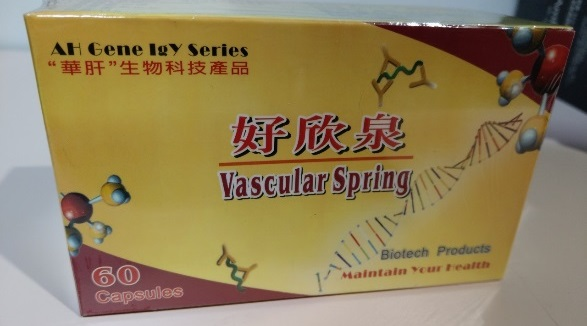 AH Gene IgY Series
“華肝”生物科技產品
好欣泉
Vascular Spring
Biotech Products
Maintain Your Health
60
Capsules